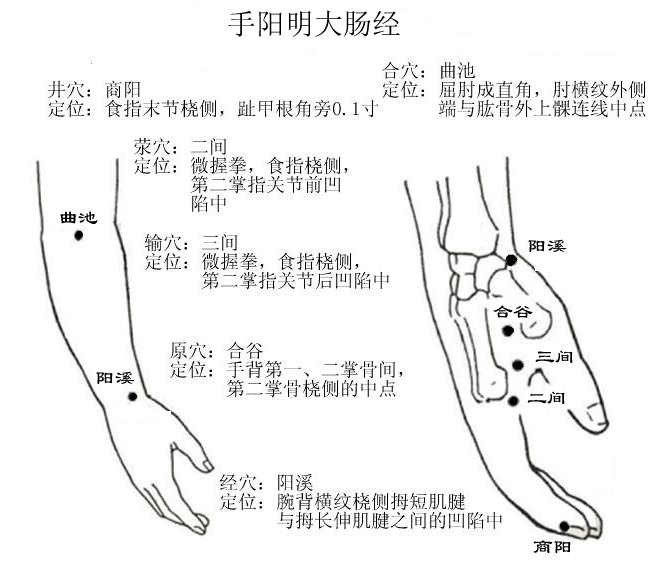 手阳明大肠经
井穴：商阳
定位：食指末节桡侧，趾甲根角旁0.1寸
合穴：曲池
定位：屈肘成直角，肘横纹外侧
端与肱骨外上髁连线中点
荥穴：二间
定位：微握拳，食指桡侧，
第二掌指关节前凹
陷中
输穴：三间
定位：微握拳，食指桡侧，
第二掌指关节后凹陷中
原穴：合谷
定位：手背第一、二掌骨间，
第二掌骨桡侧的中点
经穴：阳溪
定位：腕背横纹桡侧拇短肌腱
与拇长伸肌腱之间的凹陷中
曲池
阳溪
阳溪
合谷
三间
二间
商阳